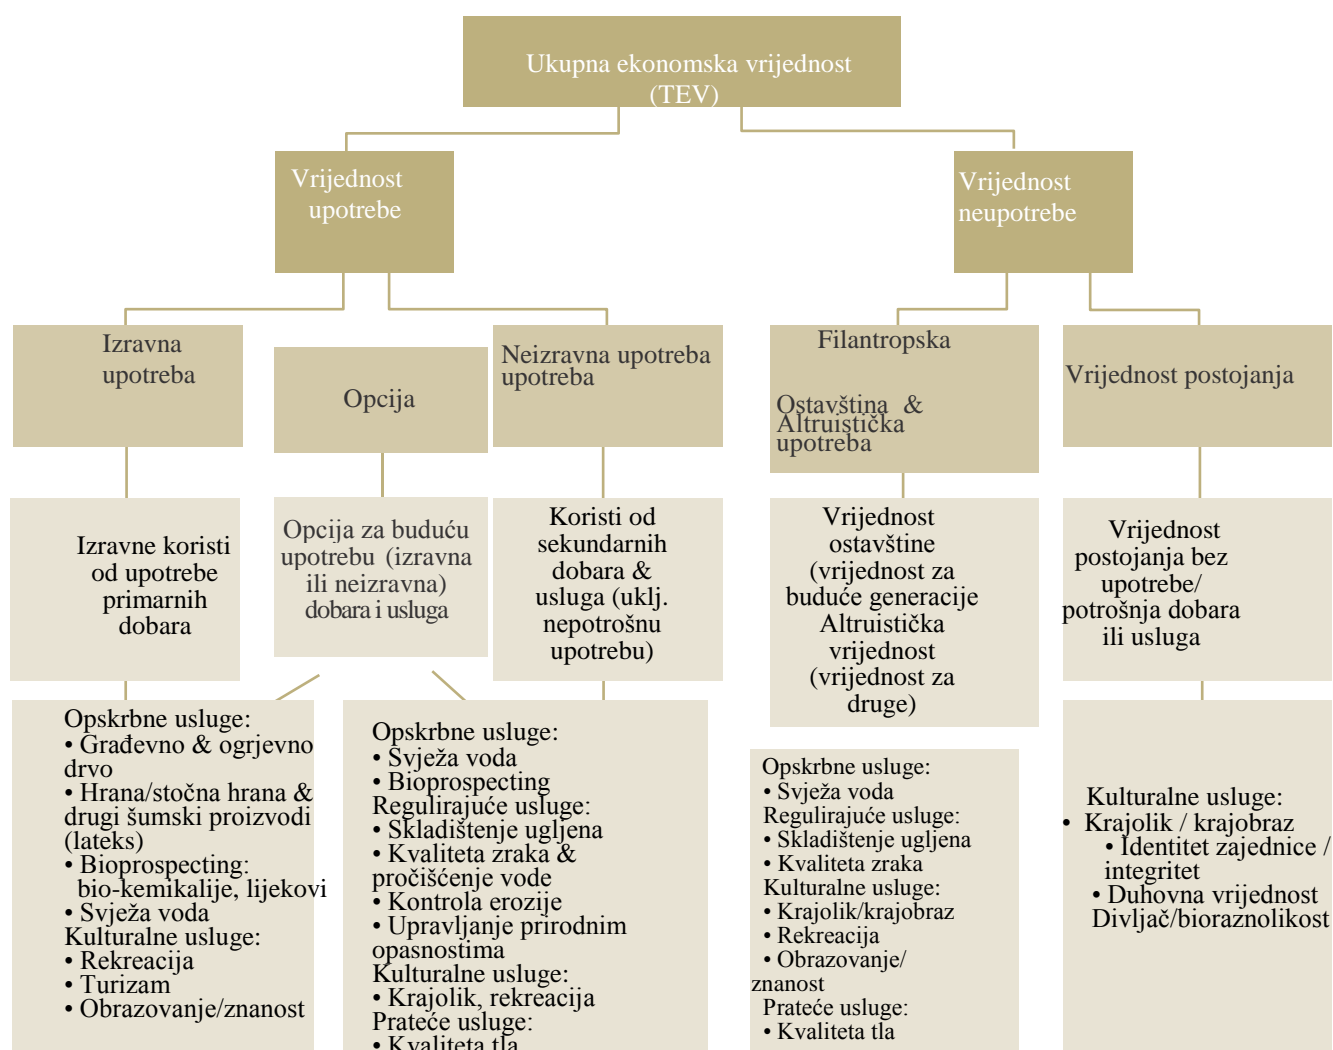 Ukupna ekonomska vrijednost
(TEV)
Vrijednost
upotrebe
Vrijednost
neupotrebe
Izravna
upotreba
Opcija
Neizravna upotreba
upotreba
Filantropska
Ostavština &
Altruistička
upotreba
Vrijednost postojanja
Izravne koristi
od upotrebe
primarnih
dobara
Opcija za buduću
upotrebu (izravna
ili neizravna)
dobara i usluga
Koristi od
sekundarnih
dobara &
usluga (uklj.
nepotrošnu
upotrebu)
Vrijednost
ostavštine
(vrijednost za
buduće generacije
Altruistička
vrijednost
(vrijednost za
druge)
Vrijednost
postojanja bez
upotrebe/
potrošnja dobara
ili usluga
Opskrbne usluge:
• Građevno & ogrjevno
drvo
• Hrana/stočna hrana &
drugi šumski proizvodi
(lateks)
• Bioprospecting:
bio-kemikalije, lijekovi
• Svježa voda
Kulturalne usluge:
• Rekreacija
• Turizam
• Obrazovanje/znanost
Opskrbne usluge:
• Svježa voda
• Bioprospecting
Regulirajuće usluge:
• Skladištenje ugljena
• Kvaliteta zraka &
pročišćenje vode
• Kontrola erozije
• Upravljanje prirodnim
opasnostima
Kulturalne usluge:
• Krajolik, rekreacija
Prateće usluge:
• Kvaliteta tla
Opskrbne usluge:
• Svježa voda
Regulirajuće usluge:
• Skladištenje ugljena
• Kvaliteta zraka
Kulturalne usluge:
• Krajolik/krajobraz
• Rekreacija
• Obrazovanje/
znanost
Prateće usluge:
• Kvaliteta tla
Kulturalne usluge:
• Krajolik / krajobraz
• Identitet zajednice /
integritet
• Duhovna vrijednost
Divljač/bioraznolikost